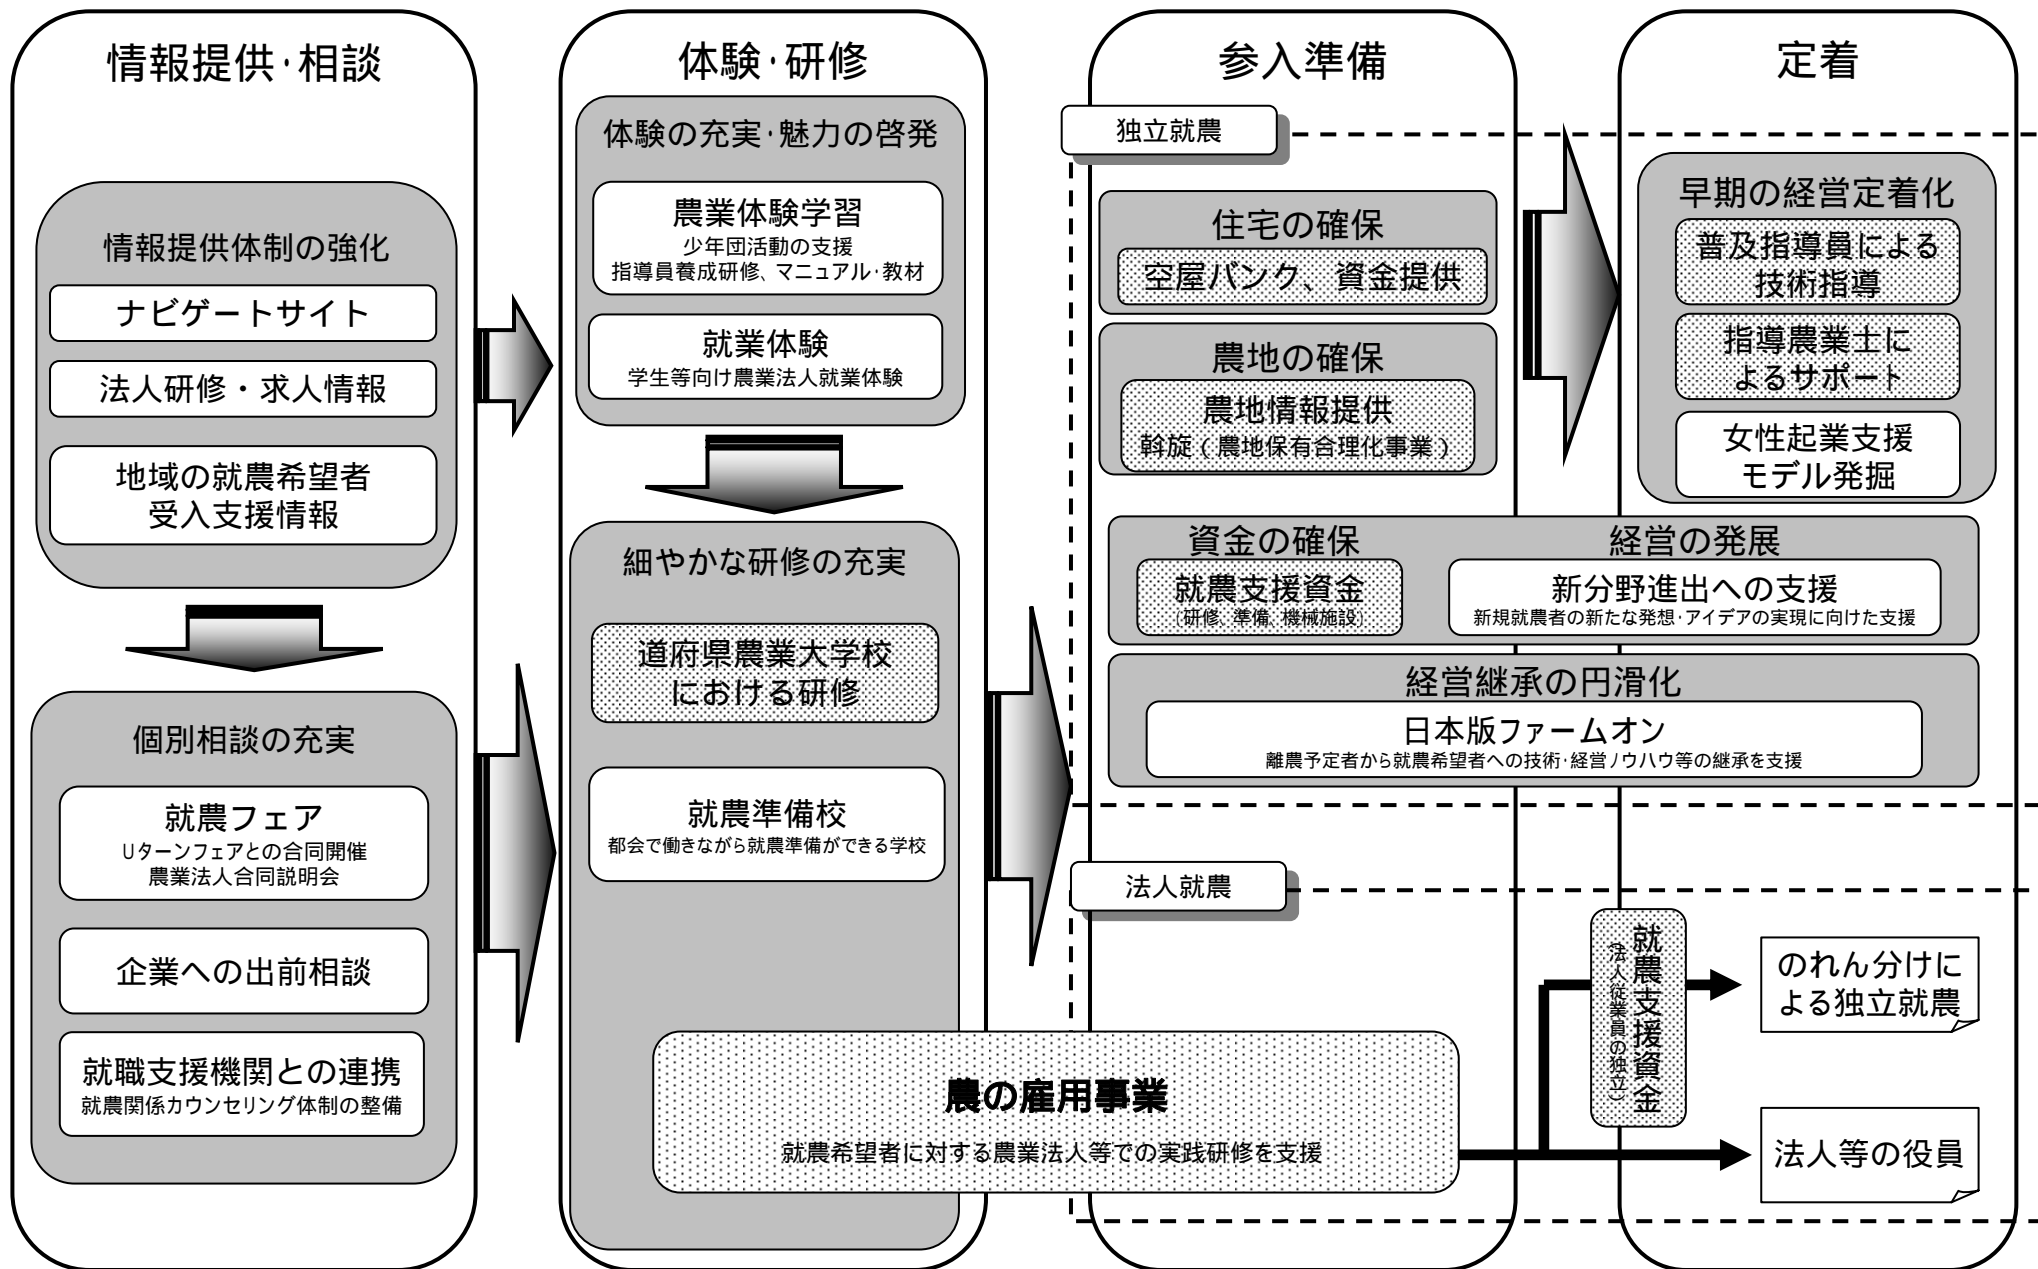 情報提供･相談
情報提供体制の強化
ナビゲートサイト
法人研修・求人情報
地域の就農希望者
受入支援情報
個別相談の充実
就農フェア
Uターンフェアとの合同開催
農業法人合同説明会
企業への出前相談
就職支援機関との連携
就農関係カウンセリング体制の整備
体験･研修
体験の充実･魅力の啓発
農業体験学習
少年団活動の支援
指導員養成研修、マニュアル･教材
就業体験
学生等向け農業法人就業体験
細やかな研修の充実
道府県農業大学校
における研修
就農準備校
都会で働きながら就農準備ができる学校
農の雇用事業
就農希望者に対する農業法人等での実践研修を支援
参入準備
独立就農
住宅の確保
空屋バンク、資金提供
農地の確保
農地情報提供
斡旋（農地保有合理化事業）
資金の確保
就農支援資金
（研修、準備、機械施設）
定着
早期の経営定着化
普及指導員による
技術指導
指導農業士に
よるサポート
女性起業支援
モデル発掘
経営の発展
新分野進出への支援
新規就農者の新たな発想･アイデアの実現に向けた支援
経営継承の円滑化
日本版ファームオン
離農予定者から就農希望者への技術･経営ノウハウ等の継承を支援
法人就農
就農支援資金
（法人従業員の独立）
のれん分けに
よる独立就農
法人等の役員